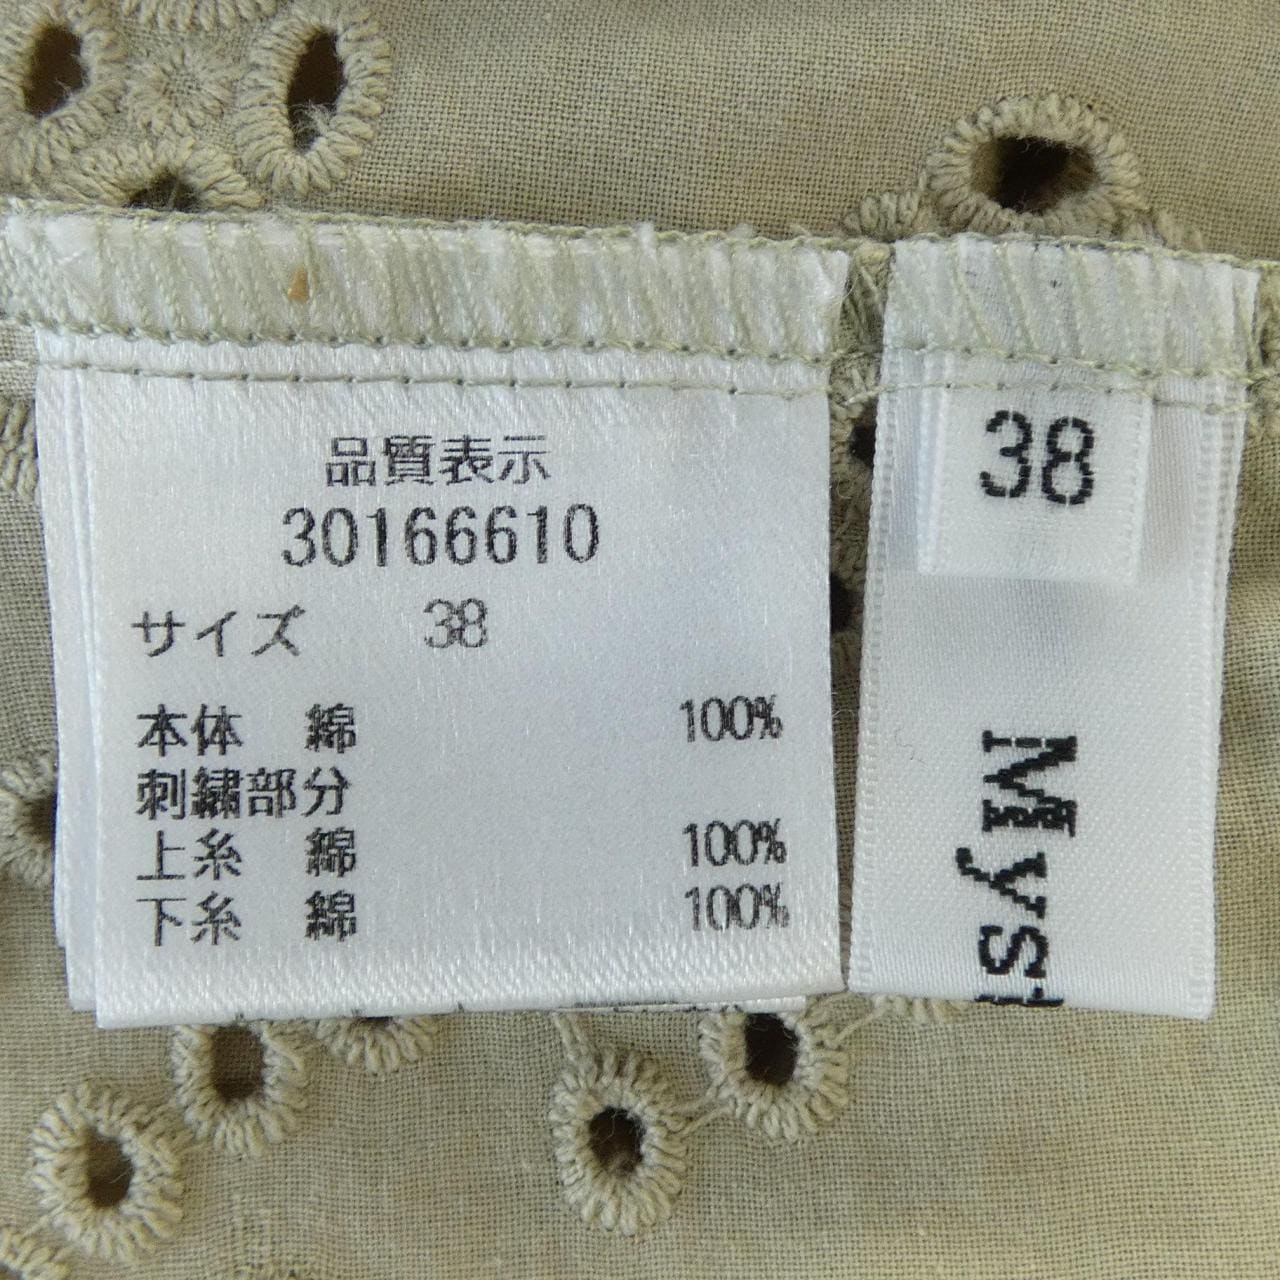 品質表示
30166610
サイズ 38
本体 綿 100%
刺繍部分
上糸 綿 100%
下糸 綿 100%
38